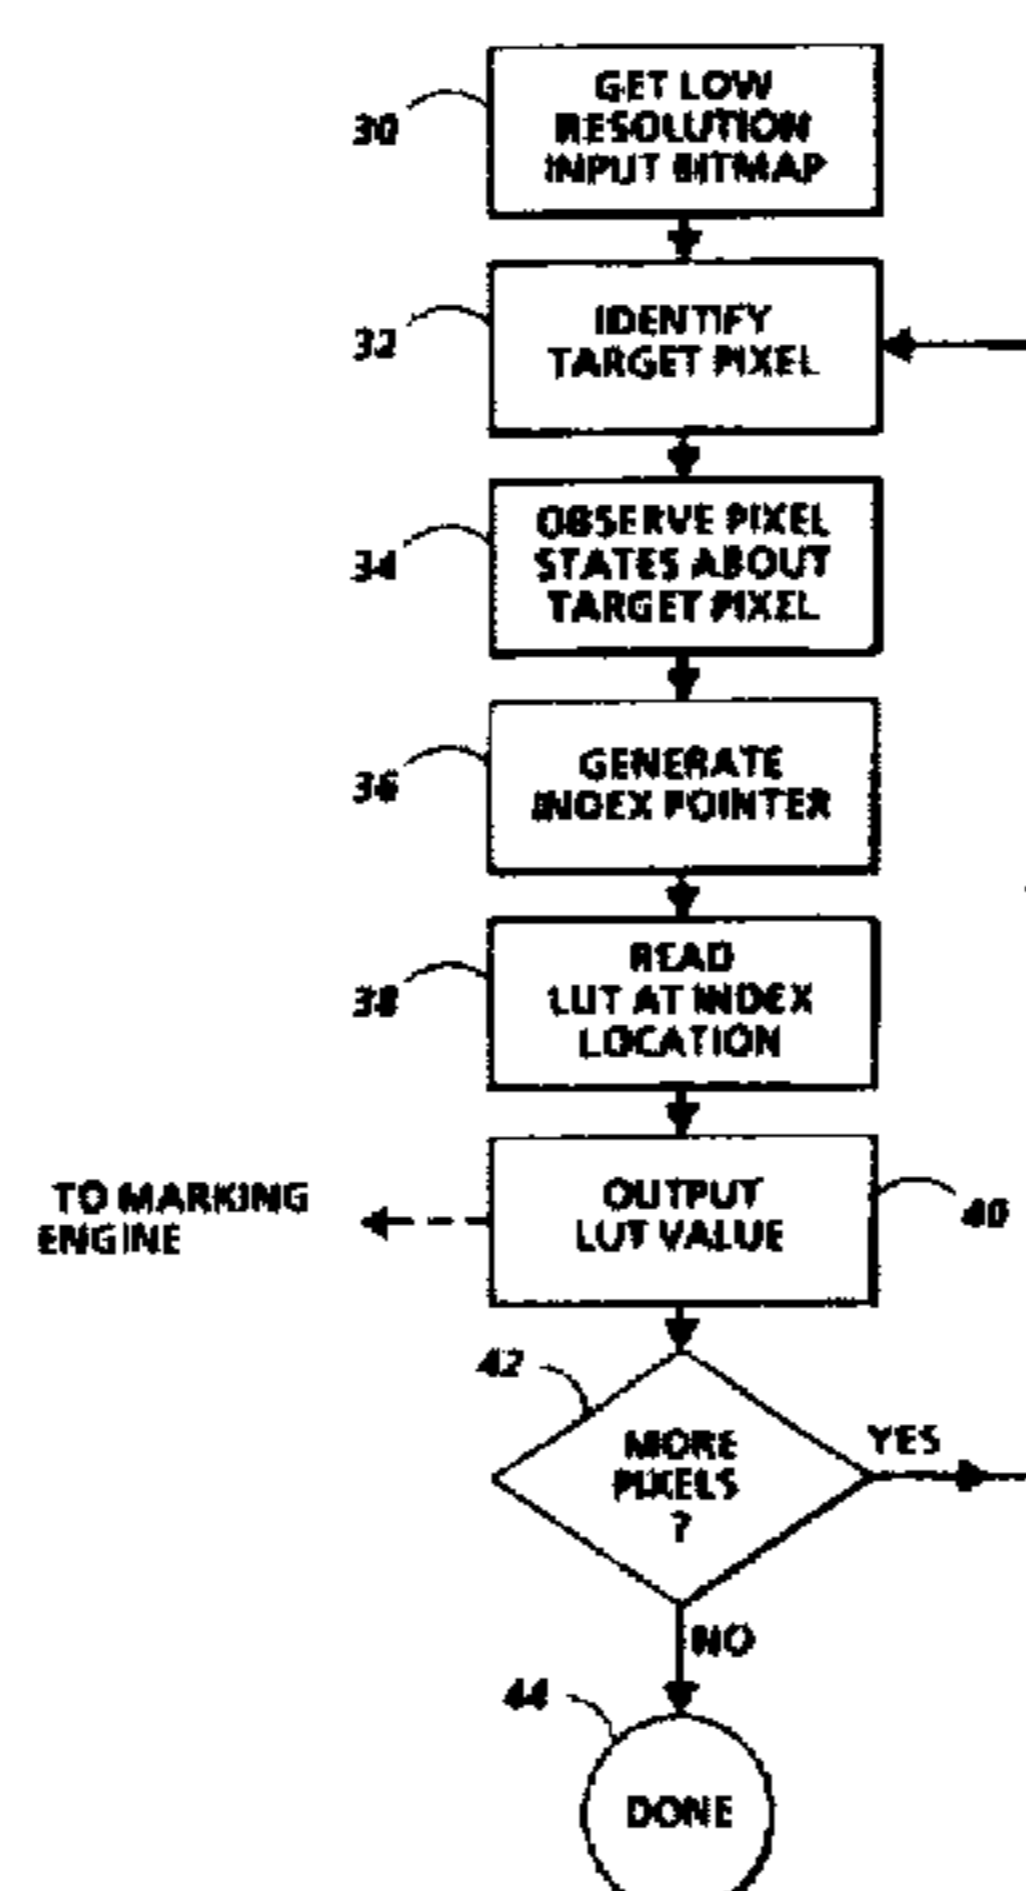 GET LOW
RESOLUTION
INPUT BITMAP
30
IDENTIFY
TARGET PIXEL
32
OBSERVE PIXEL
STATES ABOUT
TARGET PIXEL
34
GENERATE
INDEX POINTER
36
READ
LUT AT INDEX
LOCATION
38
OUTPUT
LUT VALUE
40
TO MARKING
ENGINE
42
MORE
PIXELS
?
YES
NO
44
DONE